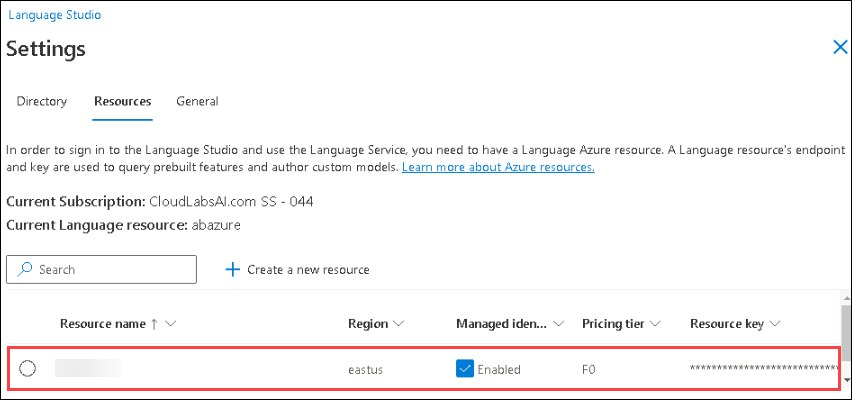 Language Studio
Settings
Directory Resources General
In order to sign in to the Language Studio and use the Language Service, you need to have a Language Azure resource. A Language resource's endpoint
and key are used to query prebuilt features and author custom models. Learn more about Azure resources.
Current Subscription: CloudLabsAI.com SS - 044
Current Language resource: abazure
Search + Create a new resource
Resource name ↑ Region Managed iden... Pricing tier Resource key
eastus Enabled F0 ****************************